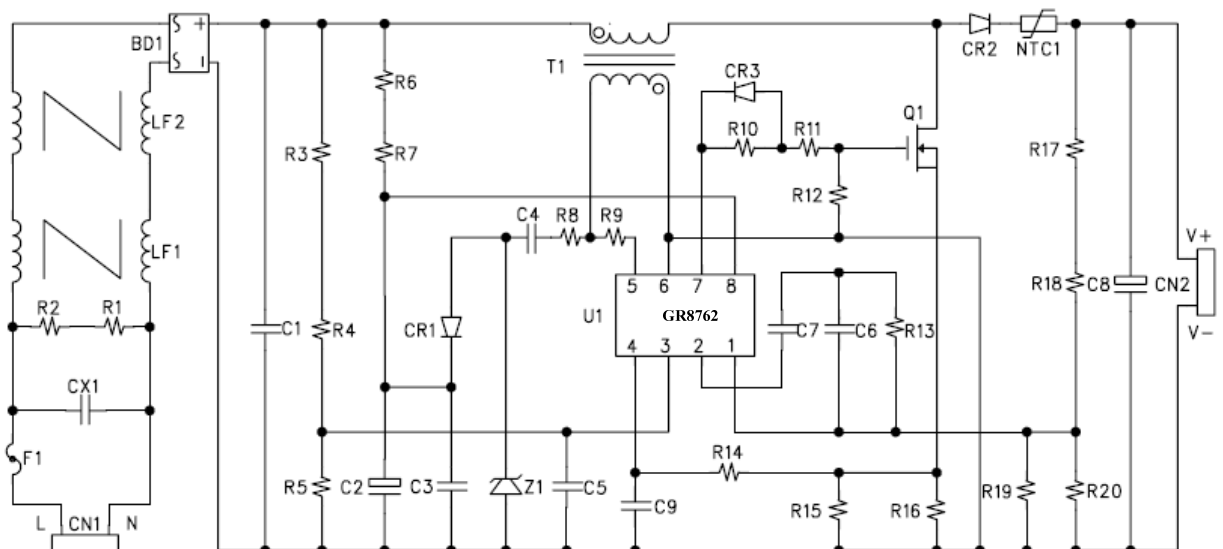 BD1
T1
CR2
NTC1
R6
CR3
Q1
LF2
R3
R7
R10
R11
R17
R12
C4
R8
R9
V+
LF1
5 6 7 8
R18
C8
CN2
R2
R1
C1
R4
CR1
U1
GR8762
C7
C6
R13
V-
4 3 2 1
CX1
F1
R14
R5
C2
C3
Z1
C5
C9
R15
R16
R19
R20
L
CN1
N